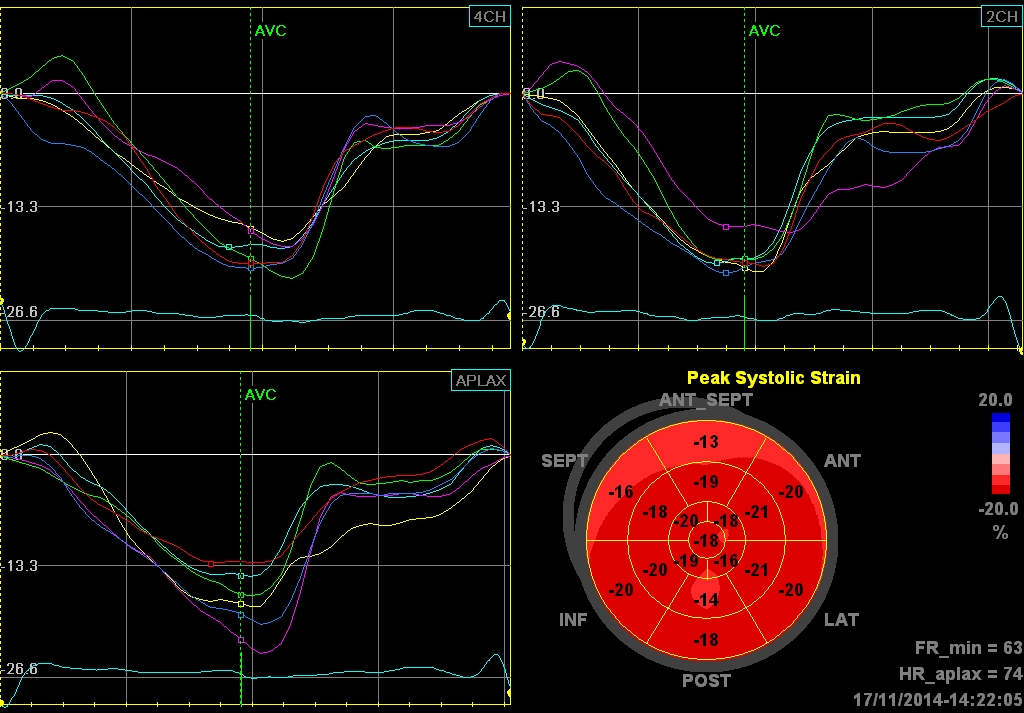 4CH
AVC
0.0
-13.3
-26.6
2CH
AVC
0.0
-13.3
-26.6
APLAX
AVC
0.0
-13.3
-26.6
Peak Systolic Strain
ANT_SEPT
20.0
SEPT
ANT
-13
-16
-19
-20
-18
-21
-20
-18
-20.0
-18
%
-19
-16
-20
-21
-20
-20
-14
INF
LAT
-18
POST
FR_min = 63
HR_aplax = 74
17/11/2014-14:22:05